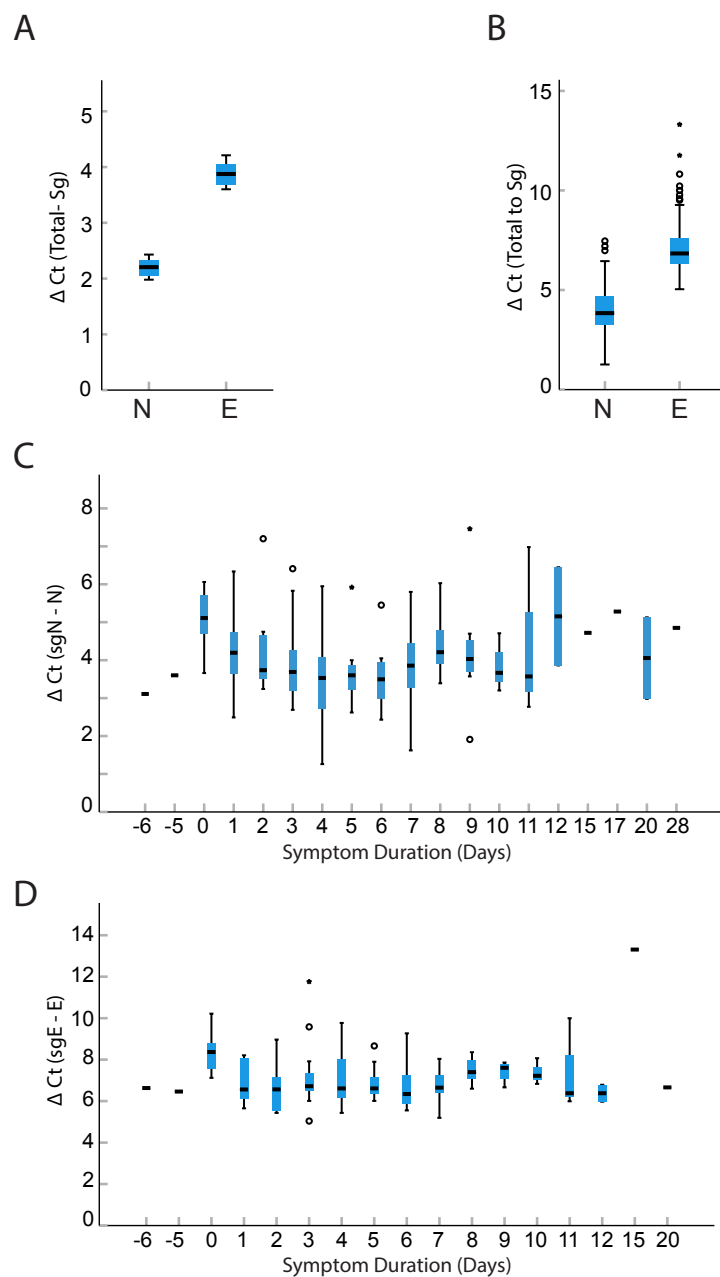 A
B
Δ Ct (Total- Sg)
5
4
3
2
1
0
N E
Δ Ct (Total to Sg)
15
10
5
0
N E
C
Δ Ct (sgN - N)
8
6
4
2
0
-6 -5 0 1 2 3 4 5 6 7 8 9 10 11 12 15 17 20 28
Symptom Duration (Days)
D
Δ Ct (sgE - E)
14
12
10
8
6
4
2
0
-6 -5 0 1 2 3 4 5 6 7 8 9 10 11 12 15 20
Symptom Duration (Days)